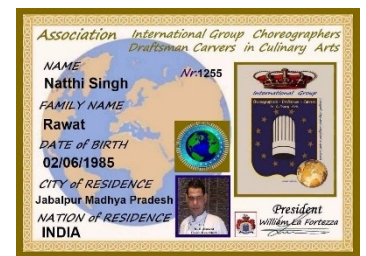 Association International Group Choreographers
Draftsman Carvers in Culinary Arts
NAME
Natthi Singh
Nr:1255
FAMILY NAME
Rawat
DATE of BIRTH
02/06/1985
CITY of RESIDENCE
Jabalpur Madhya Pradesh
NATION of RESIDENCE
INDIA
International Group
President
William La Fortezza